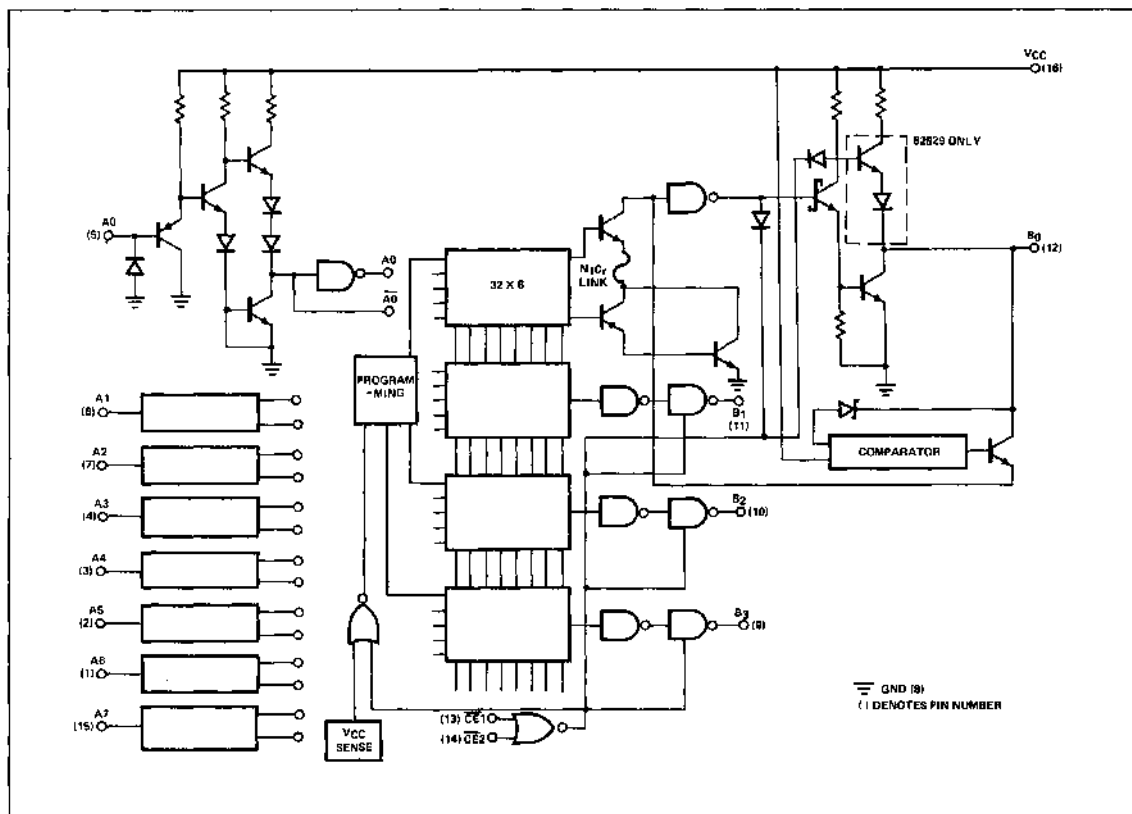 VCC
(16)
82S29 ONLY
A0
(5)
A0
A0
32 X 8
NiCr
LINK
B0
(12)
PROGRAM
-MING
B1
(11)
A1
(6)
A2
(7)
A3
(4)
A4
(3)
A5
(2)
A6
(1)
A7
(15)
COMPARATOR
B2
(10)
B3
(9)
VCC
SENSE
(13) CE1
(14) CE2
GND (8)
( ) DENOTES PIN NUMBER